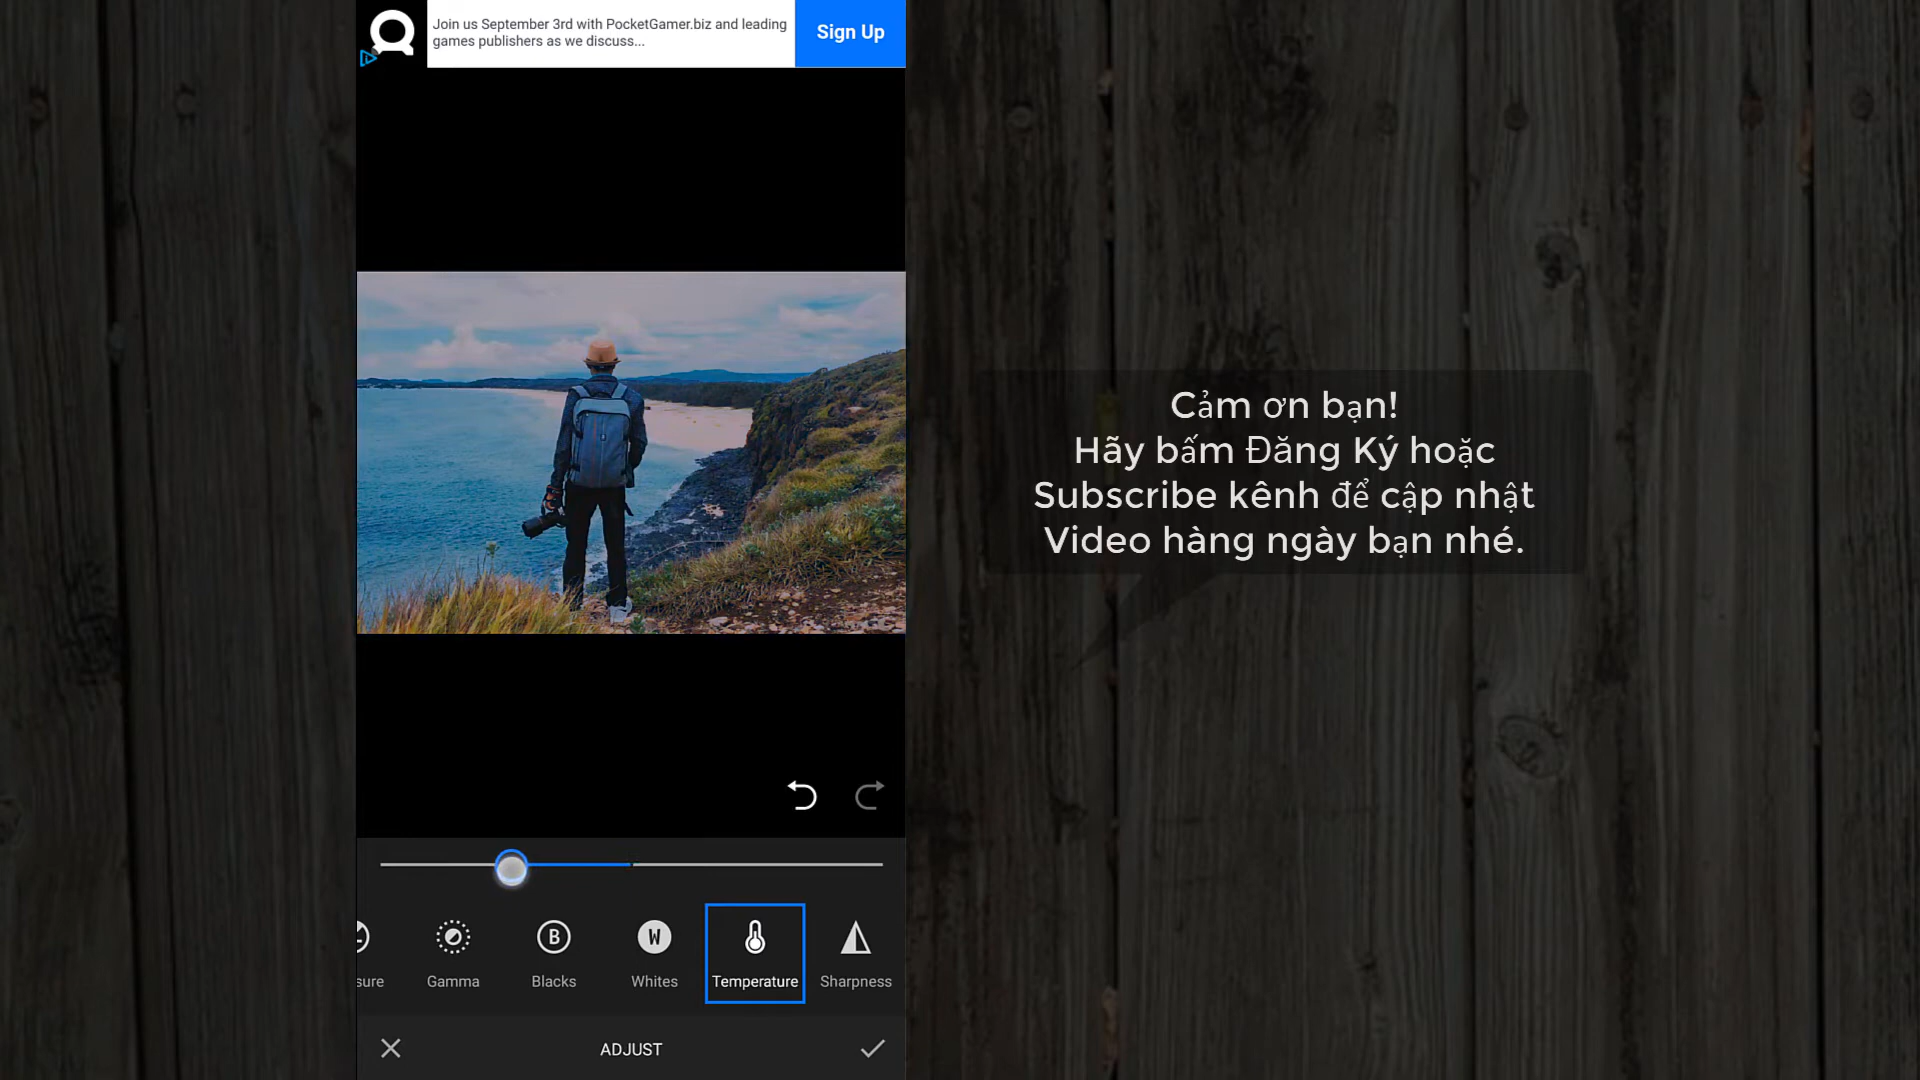 Join us September 3rd with PocketGamer.biz and leading
games publishers as we discuss...
Sign Up
Cảm ơn bạn!
Hãy bấm Đăng Ký hoặc
Subscribe kênh để cập nhật
Video hàng ngày bạn nhé.
B
W
sure
Gamma
Blacks
Whites
Temperature
Sharpness
ADJUST